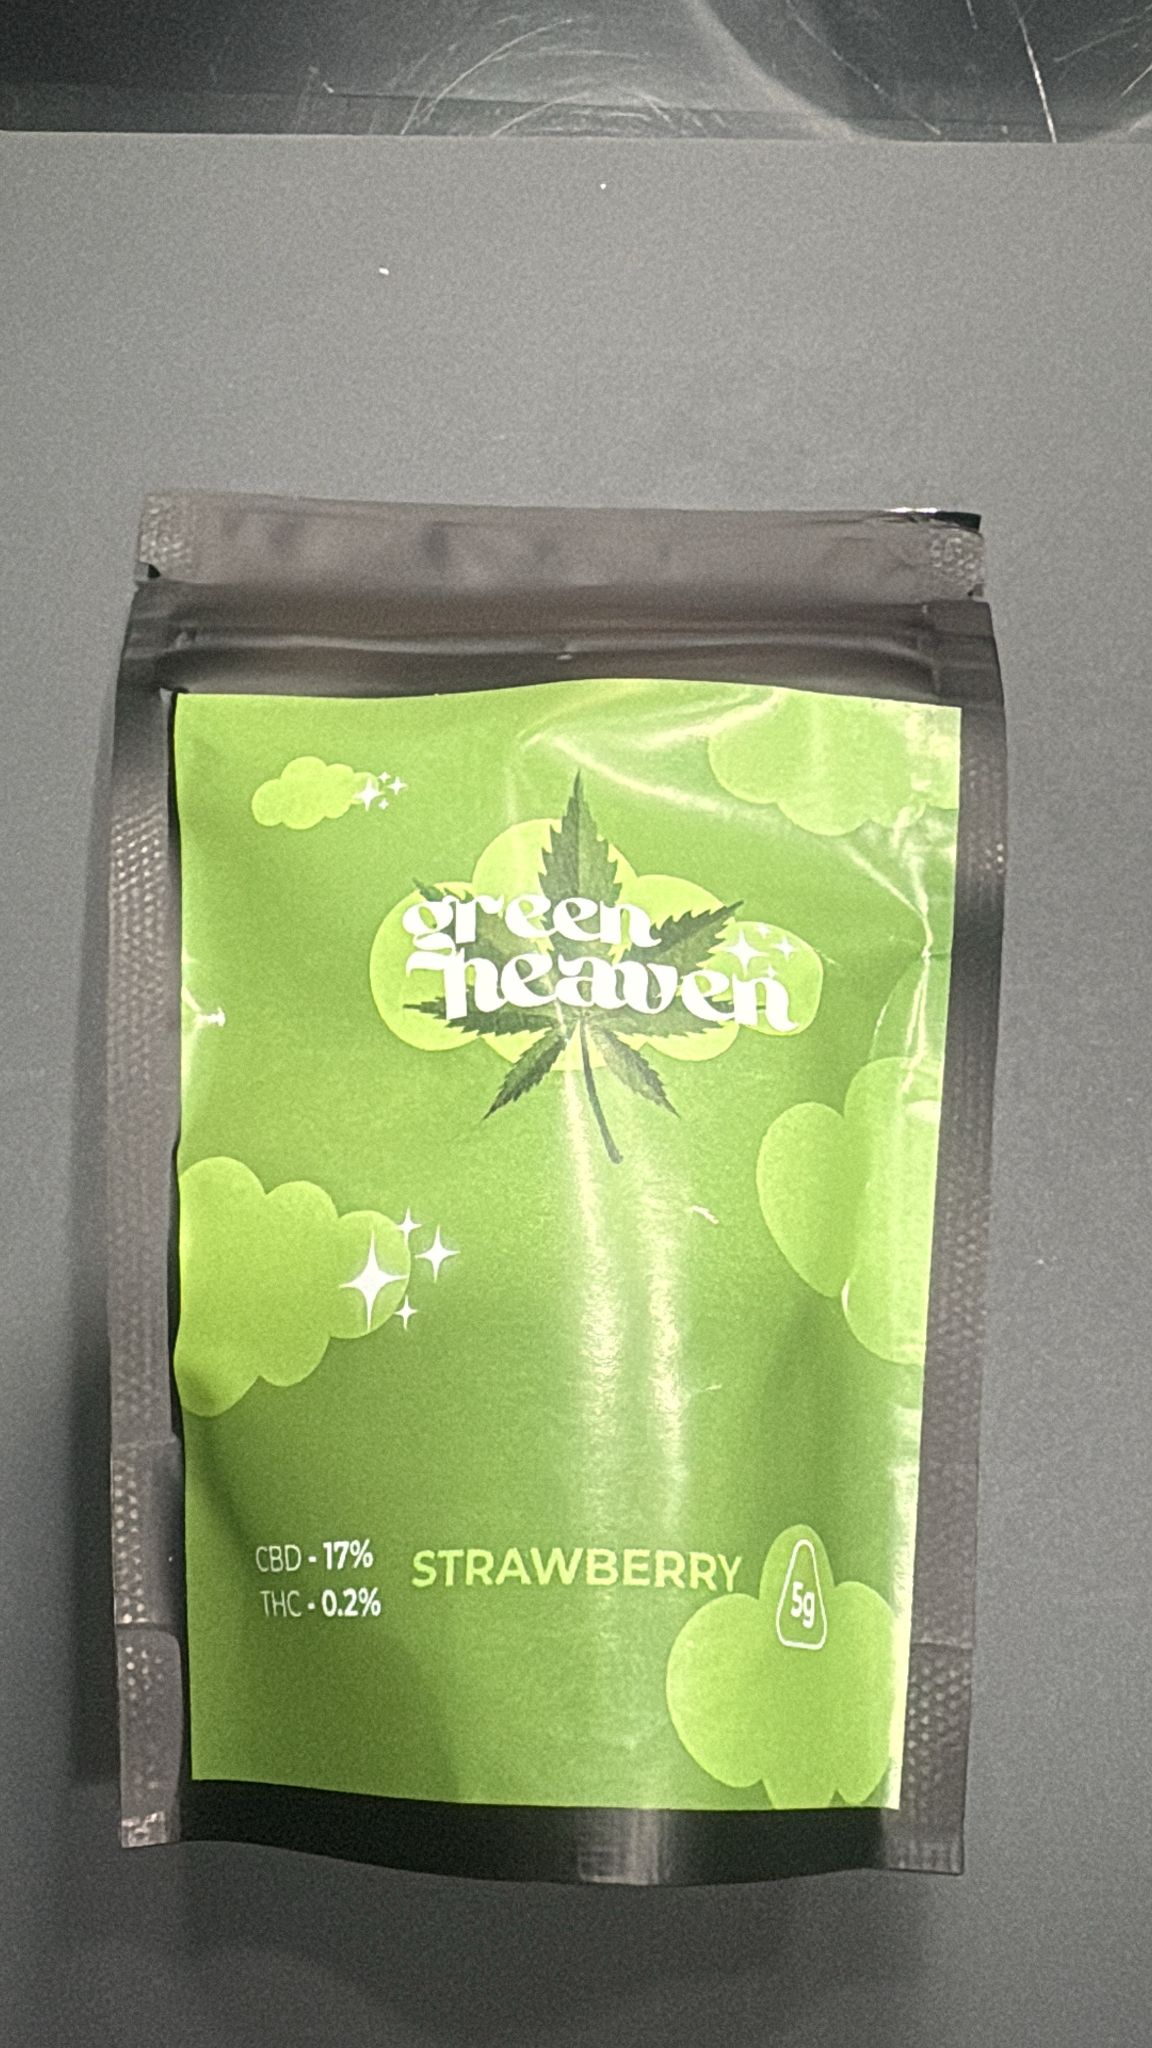 green
heaven
CBD - 17%
THC - 0.2%
STRAWBERRY
5g